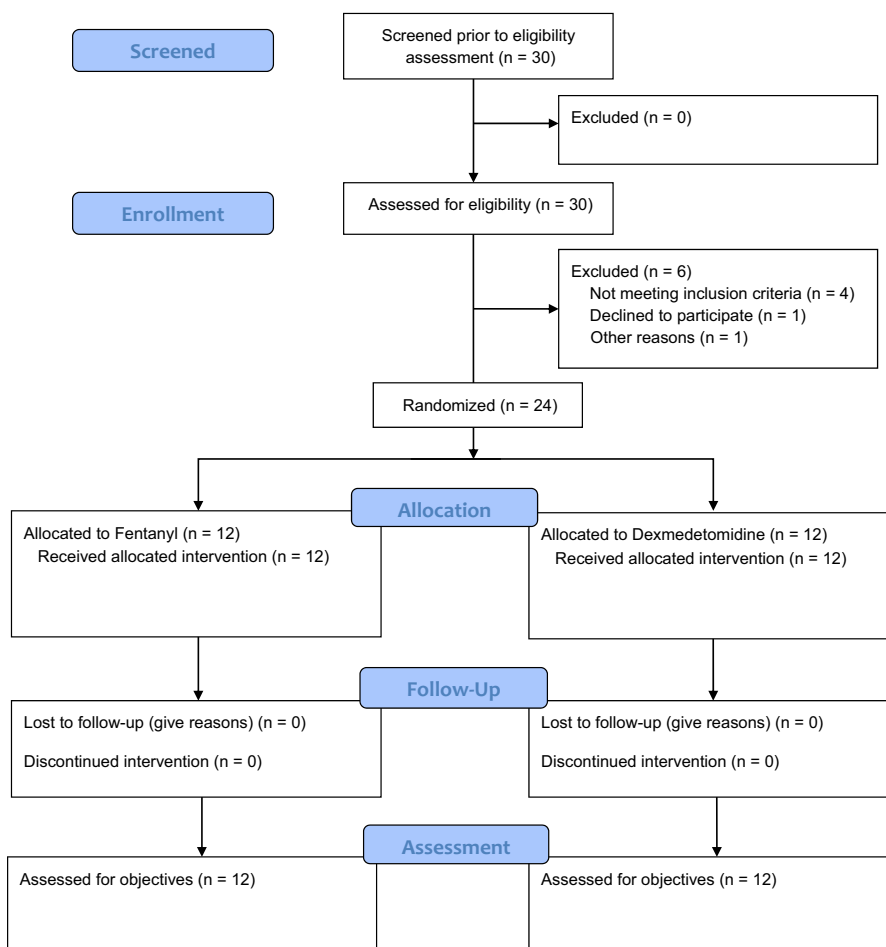 Screened
Screened prior to eligibility
assessment (n = 30)
Excluded (n = 0)
Enrollment
Assessed for eligibility (n = 30)
Excluded (n = 6)
Not meeting inclusion criteria (n = 4)
Declined to participate (n = 1)
Other reasons (n = 1)
Randomized (n = 24)
Allocation
Allocated to Fentanyl (n = 12)
Received allocated intervention (n = 12)
Allocated to Dexmedetomidine (n = 12)
Received allocated intervention (n = 12)
Follow-Up
Lost to follow-up (give reasons) (n = 0)
Discontinued intervention (n = 0)
Lost to follow-up (give reasons) (n = 0)
Discontinued intervention (n = 0)
Assessment
Assessed for objectives (n = 12)
Assessed for objectives (n = 12)